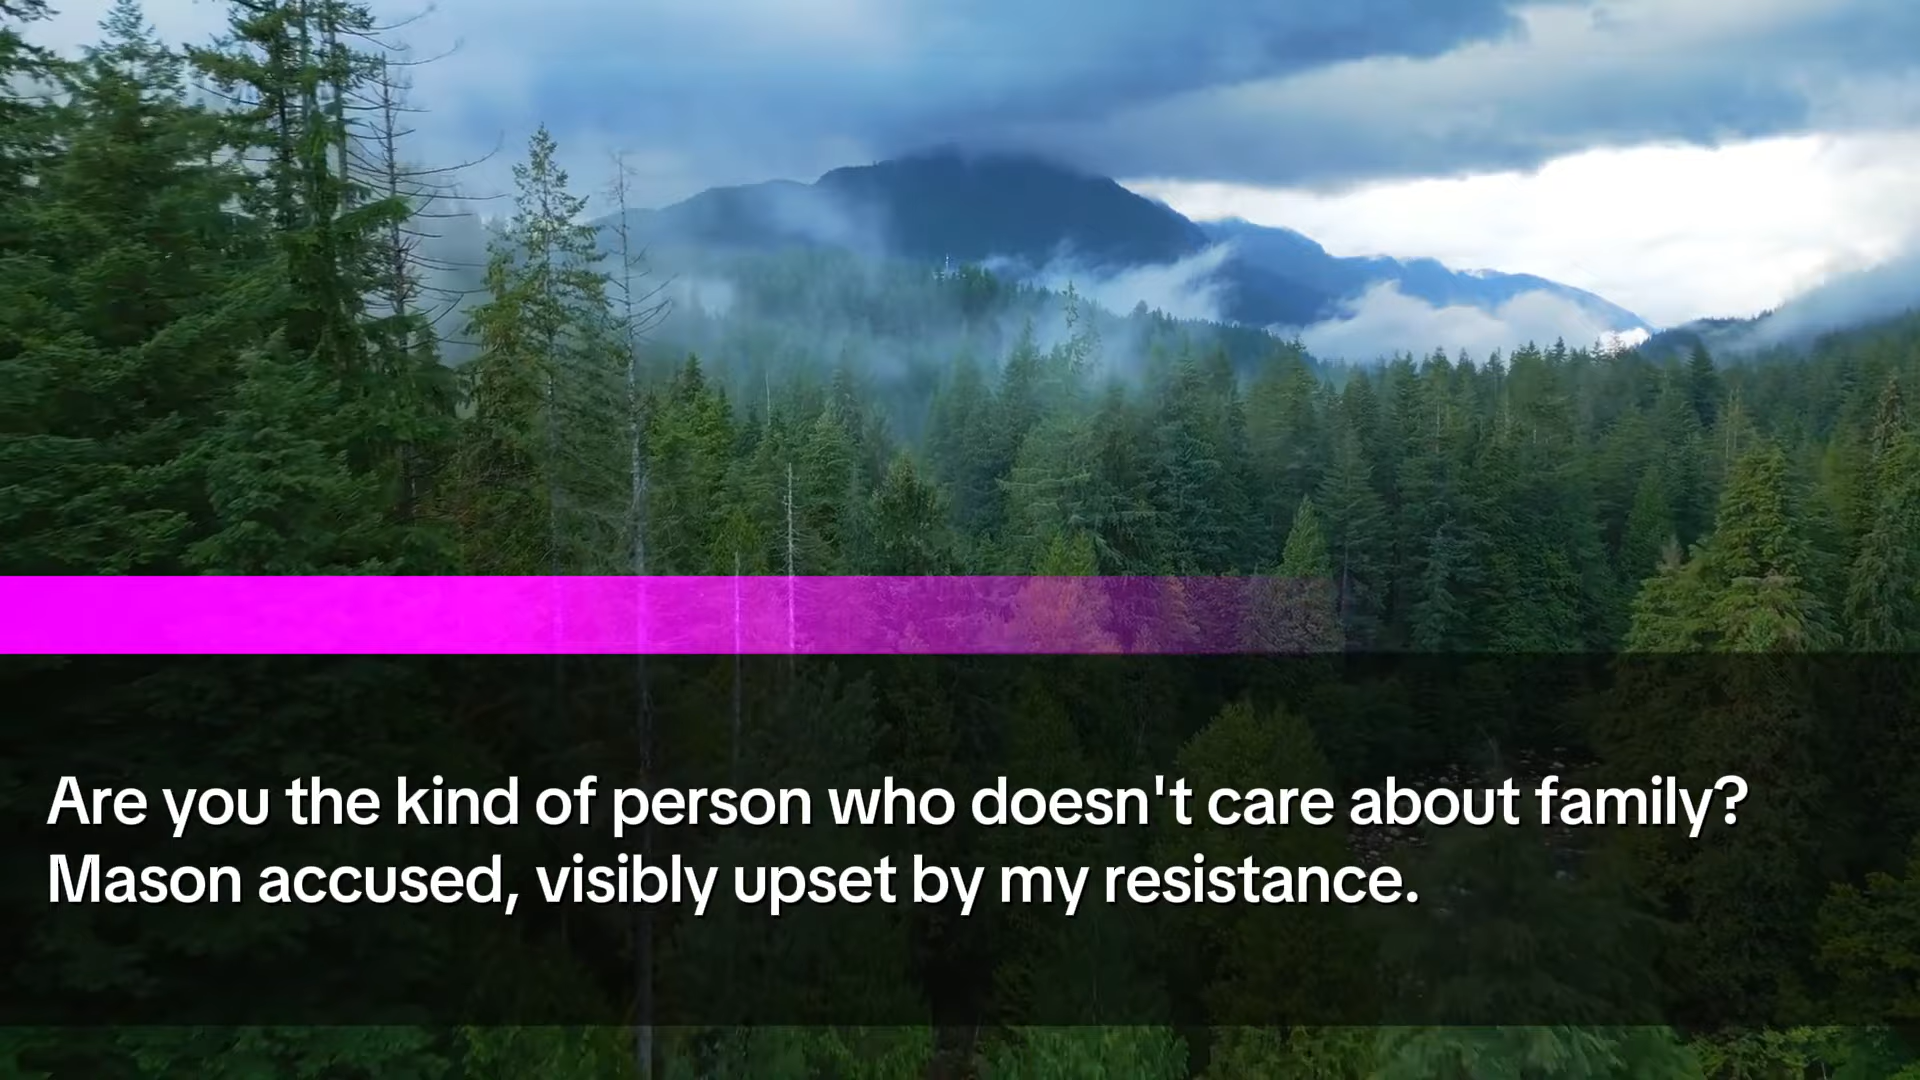 Are you the kind of person who doesn't care about family?
Mason accused, visibly upset by my resistance.